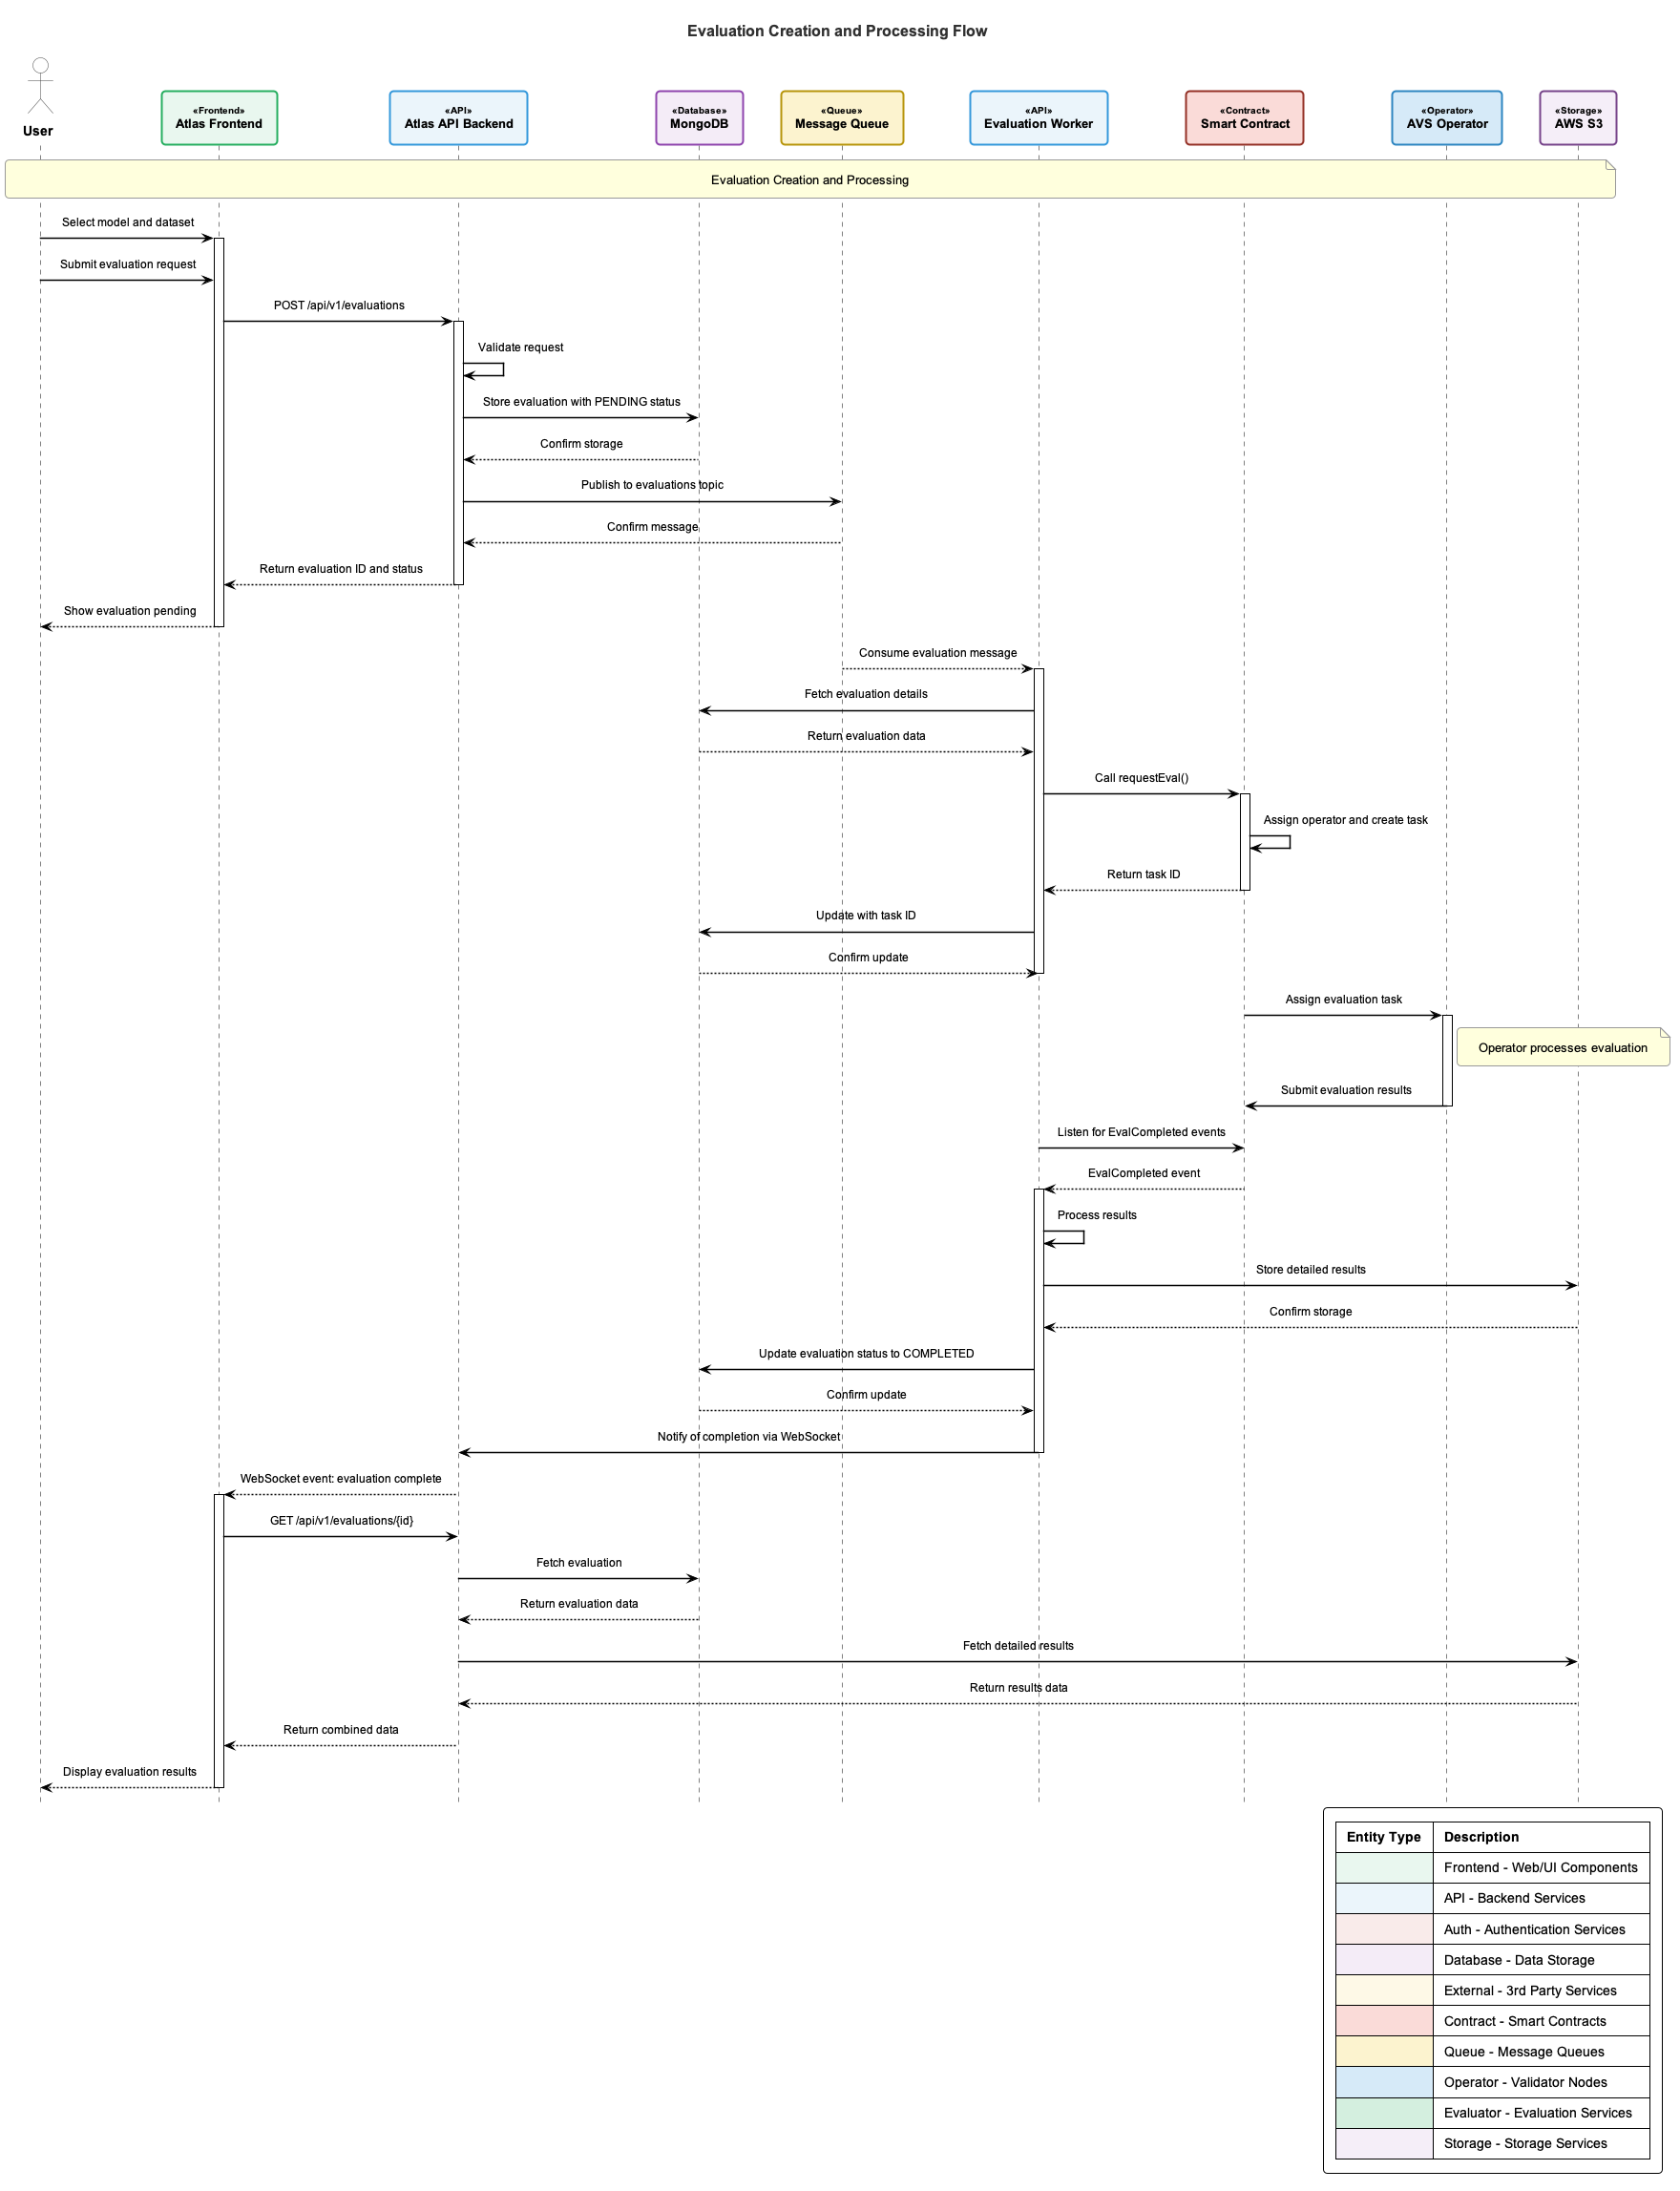 Evaluation Creation and Processing Flow
User
«Frontend»
Atlas Frontend
«API»
Atlas API Backend
«Database»
MongoDB
«Queue»
Message Queue
«API»
Evaluation Worker
«Contract»
Smart Contract
«Operator»
AVS Operator
«Storage»
AWS S3
Evaluation Creation and Processing
Select model and dataset
Submit evaluation request
POST /api/v1/evaluations
Validate request
Store evaluation with PENDING status
Confirm storage
Publish to evaluations topic
Confirm message
Return evaluation ID and status
Show evaluation pending
Consume evaluation message
Fetch evaluation details
Return evaluation data
Call requestEval()
Assign operator and create task
Return task ID
Update with task ID
Confirm update
Assign evaluation task
Operator processes evaluation
Submit evaluation results
Listen for EvalCompleted events
EvalCompleted event
Process results
Store detailed results
Confirm storage
Update evaluation status to COMPLETED
Confirm update
Notify of completion via WebSocket
WebSocket event: evaluation complete
GET /api/v1/evaluations/{id}
Fetch evaluation
Return evaluation data
Fetch detailed results
Return results data
Return combined data
Display evaluation results
Entity Type Description
Frontend - Web/UI Components
API - Backend Services
Auth - Authentication Services
Database - Data Storage
External - 3rd Party Services
Contract - Smart Contracts
Queue - Message Queues
Operator - Validator Nodes
Evaluator - Evaluation Services
Storage - Storage Services